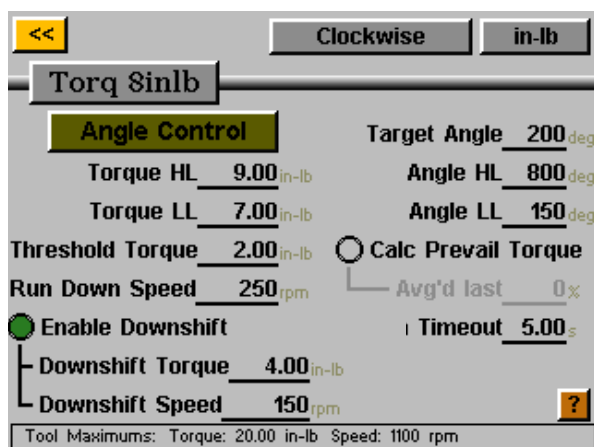 <<
Clockwise in-lb
Torq 8inlb
Angle Control
Target Angle 200 deg
Torque HL 9.00 in-lb
Angle HL 800 deg
Torque LL 7.00 in-lb
Angle LL 150 deg
Threshold Torque 2.00 in-lb
Calc Prevail Torque
Run Down Speed 250 rpm
Avg'd last 0 %
Enable Downshift
Timeout 5.00 s
Downshift Torque 4.00 in-lb
Downshift Speed 150 rpm
?
Tool Maximums: Torque: 20.00 in-lb Speed: 1100 rpm